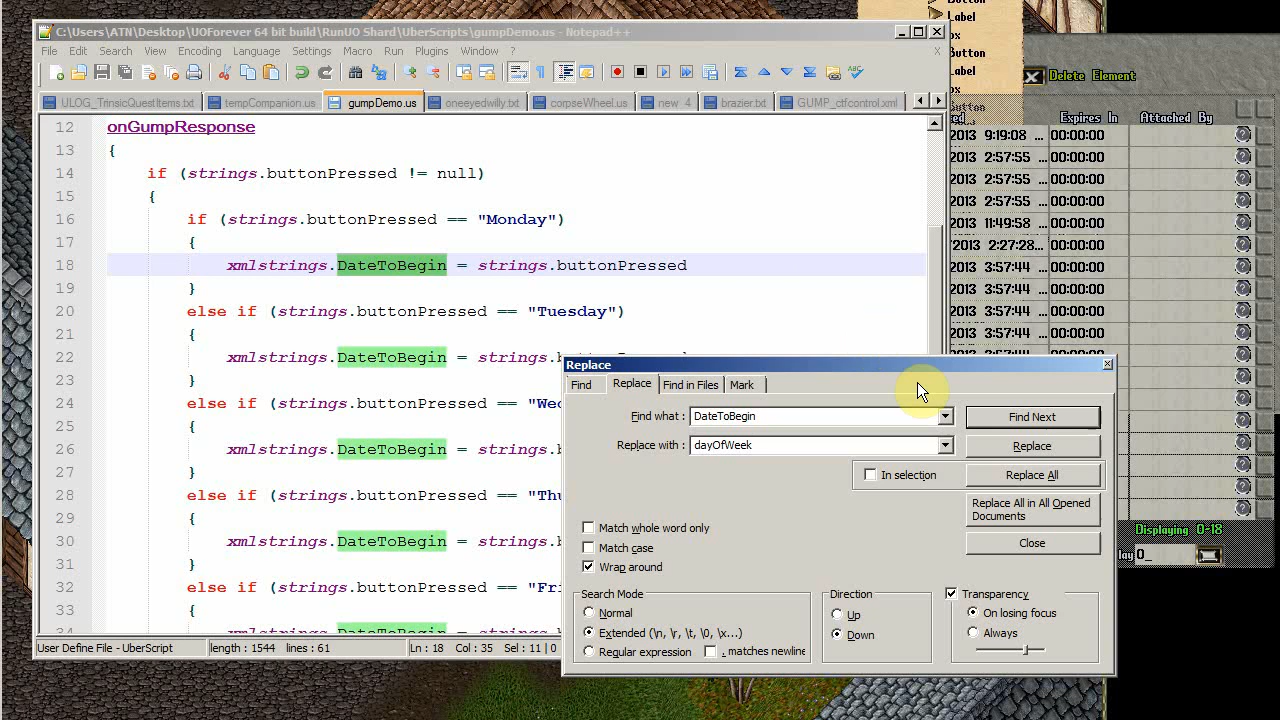 C:\Users\ATN\Desktop\UOForever 64 bit build\RunUO Shard\UberScripts\gumpDemo.us - Notepad++
File Edit Search View Encoding Language Settings Macro Run Plugins Window ? X
ULOG_TrinsicQuestItems.txt tempCompanion.us gumpDemo.us oneeyedwilly.txt corpseWheel.us new 4 brazier.txt GUMP_ctfcontrol.xml
12 onGumpResponse
13 {
14 if (strings.buttonPressed != null)
15 {
16 if (strings.buttonPressed == "Monday")
17 {
18 xmlstrings.DateToBegin = strings.buttonPressed
19 }
20 else if (strings.buttonPressed == "Tuesday")
21 {
22 xmlstrings.DateToBegin = strings.b
23 }
24 else if (strings.buttonPressed == "Wed
25 {
26 xmlstrings.DateToBegin = strings.b
27 }
28 else if (strings.buttonPressed == "Thu
29 {
30 xmlstrings.DateToBegin = strings.b
31 }
32 else if (strings.buttonPressed == "Fri
33 {
34 xmlstrings.DateToBegin = strings.b
User Define File - UberScript length : 1544 lines : 61 Ln : 18 Col : 35 Sel : 11 | 0
Replace
Find Replace Find in Files Mark
Find what : DateToBegin Find Next
Replace with : dayOfWeek Replace
In selection Replace All
Replace All in All Opened
Documents
Match whole word only
Match case Close
Wrap around
Search Mode Direction Transparency
Normal Up On losing focus
Extended (\n, \r, \t, \0, \x...) Down Always
Regular expression . matches newline
Button
Label
ox
Button
Label
ox
Button
Delete Element
ed Expires In Attached By
2013 9:19:08 ... 00:00:00
2013 2:57:55 ... 00:00:00
2013 2:57:55 ... 00:00:00
2013 2:57:55 ... 00:00:00
2013 11:49:58 00:00:00
/2013 2:27:28... 00:00:00
2013 3:57:44 ... 00:00:00
2013 3:57:44 ... 00:00:00
2013 3:57:44 ... 00:00:00
2013 3:57:44 ... 00:00:00
Displaying 0-18
lay 0_